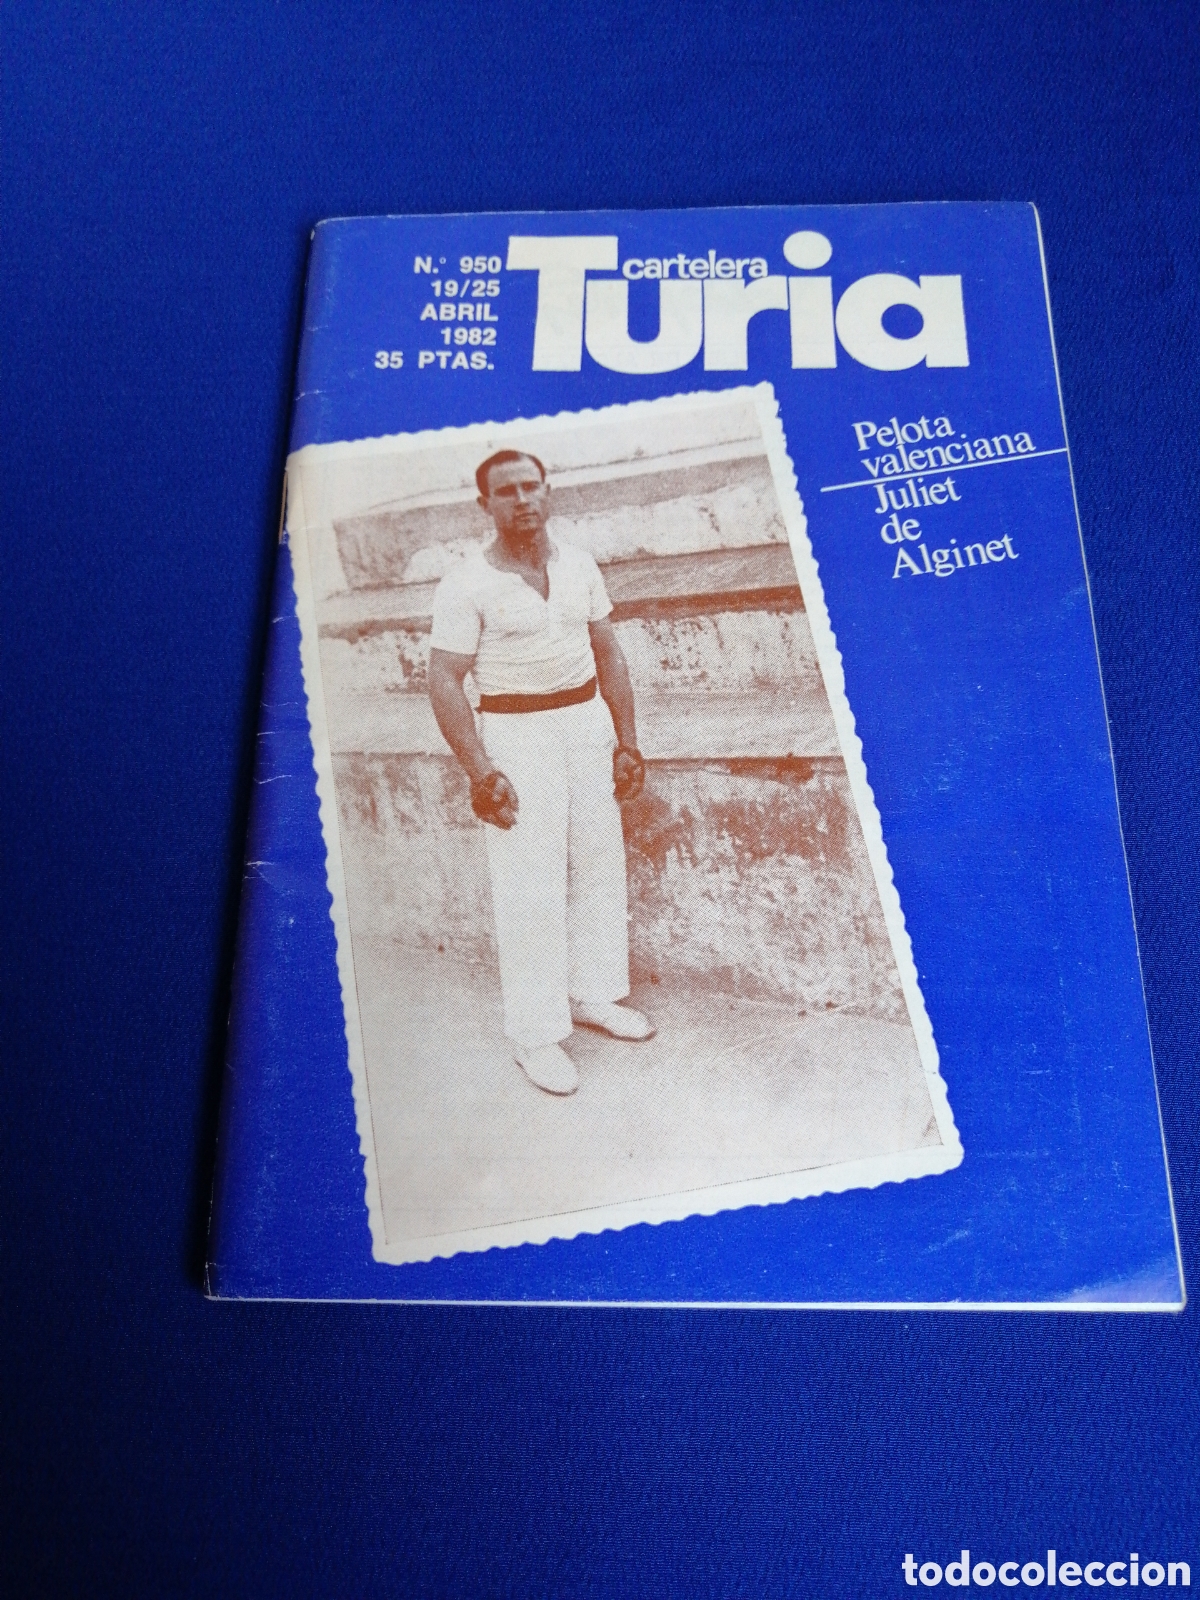 N.° 950
19/25
ABRIL
1982
35 PTAS.
cartelera
Turia
Pelota
valenciana
Juliet
de
Alginet
todocoleccion